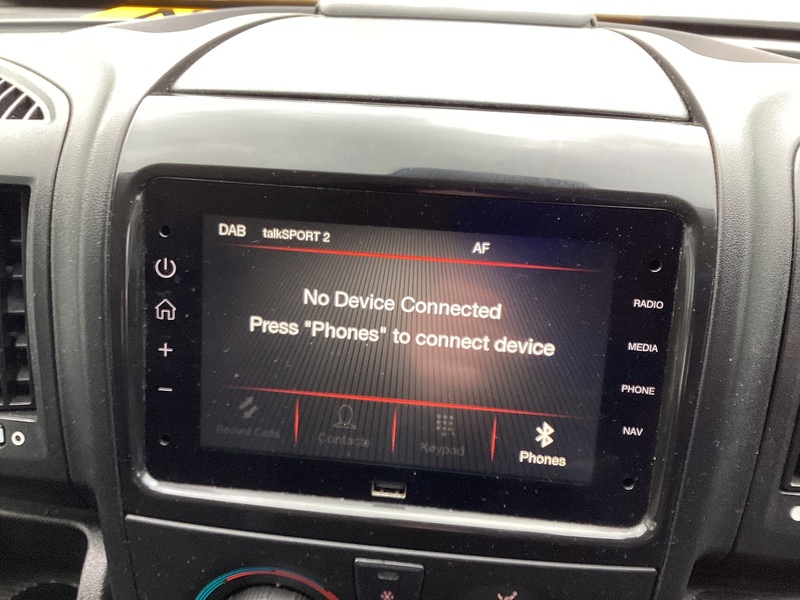 DAB talkSPORT 2 AF
No Device Connected
Press "Phones" to connect device
Recent Calls
Contacts
Keypad
Phones
RADIO
MEDIA
PHONE
NAV